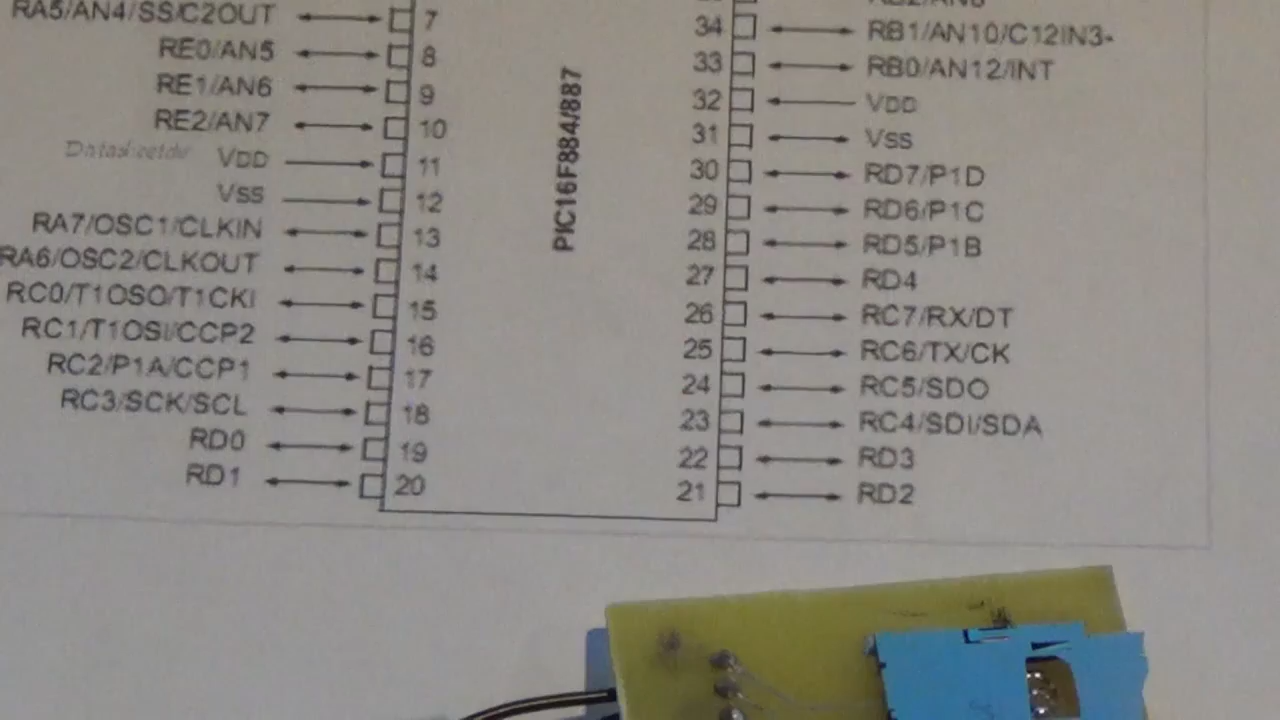 RA5/AN4/SS/C2OUT 7
RE0/AN5 8
RE1/AN6 9
RE2/AN7 10
VDD 11
VSS 12
RA7/OSC1/CLKIN 13
RA6/OSC2/CLKOUT 14
RC0/T1OSO/T1CKI 15
RC1/T1OSI/CCP2 16
RC2/P1A/CCP1 17
RC3/SCK/SCL 18
RD0 19
RD1 20
PIC16F884/887
34 RB1/AN10/C12IN3-
33 RB0/AN12/INT
32 VDD
31 VSS
30 RD7/P1D
29 RD6/P1C
28 RD5/P1B
27 RD4
26 RC7/RX/DT
25 RC6/TX/CK
24 RC5/SDO
23 RC4/SDI/SDA
22 RD3
21 RD2